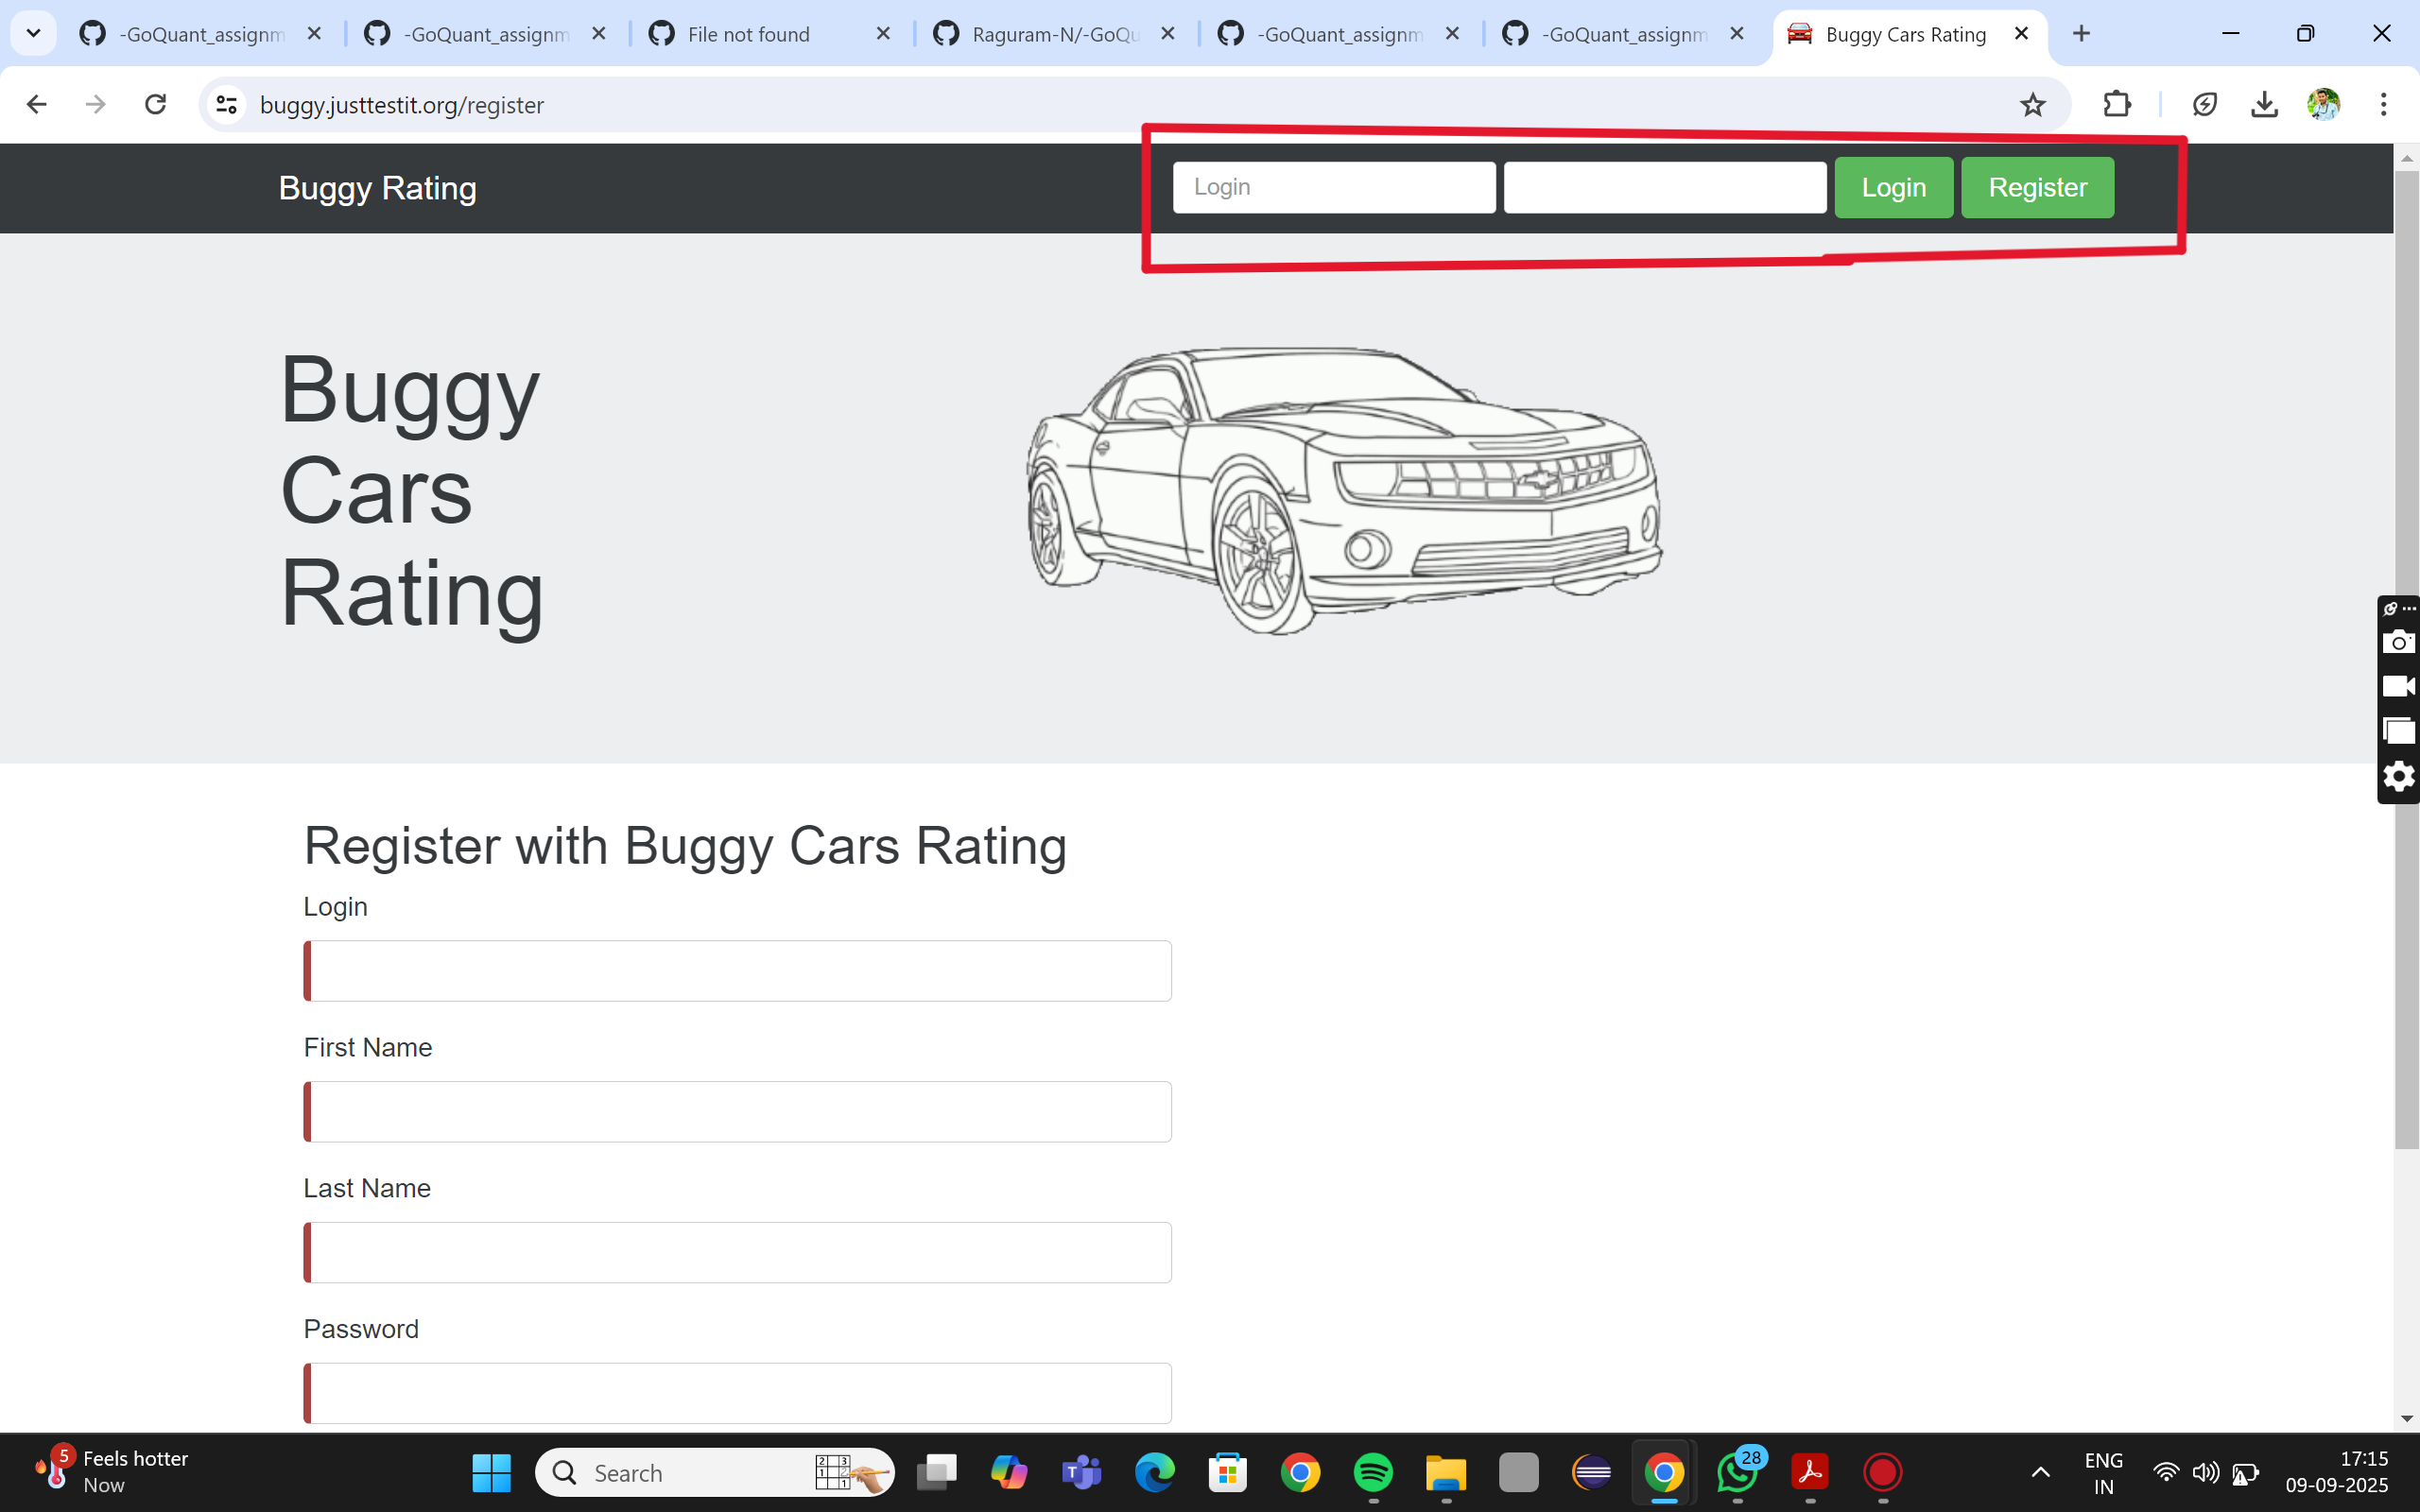 -GoQuant_assignm
-GoQuant_assignm
File not found
Raguram-N/-GoQu
-GoQuant_assignm
-GoQuant_assignm
Buggy Cars Rating
buggy.justtestit.org/register
Buggy Rating
Login
Login
Register
Buggy
Cars
Rating
Register with Buggy Cars Rating
Login
First Name
Last Name
Password
5
Feels hotter
Now
Search
28
ENG
IN
17:15
09-09-2025